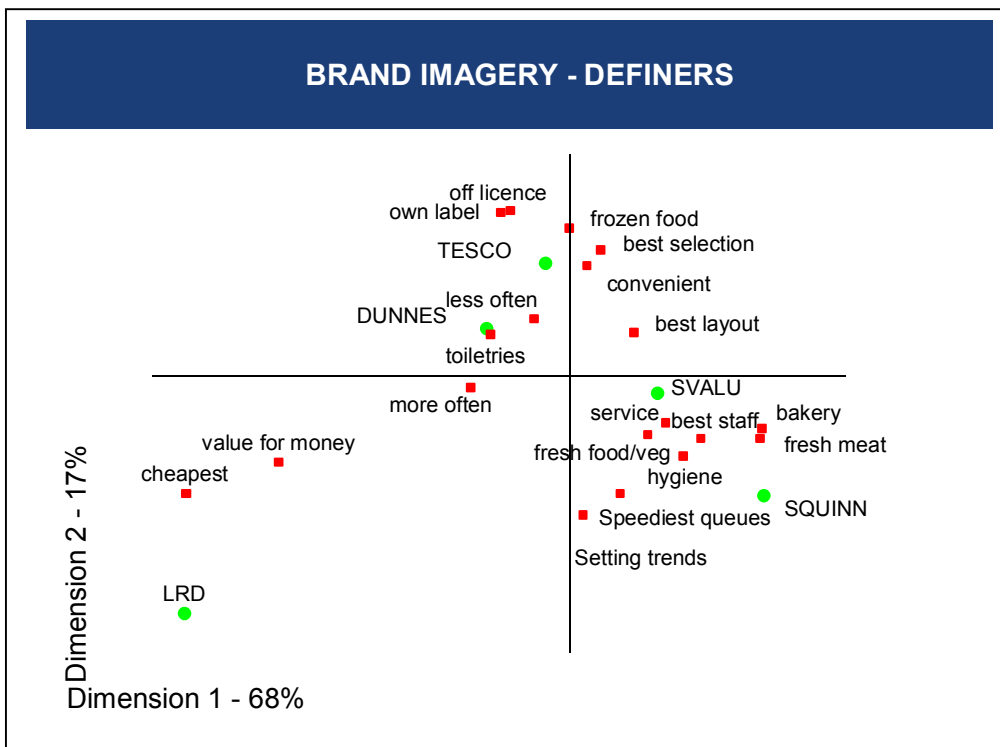 BRAND IMAGERY - DEFINERS
off licence
own label
frozen food
best selection
TESCO
convenient
less often
DUNNES
best layout
toiletries
SVALU
more often
service
best staff
bakery
value for money
fresh food/veg
fresh meat
cheapest
hygiene
Speediest queues
SQUINN
Setting trends
LRD
Dimension 2 - 17%
Dimension 1 - 68%